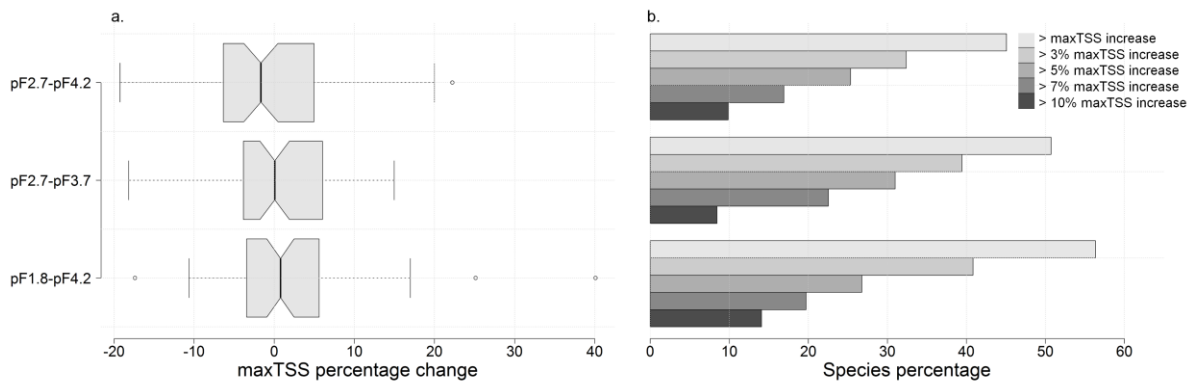 a.
pF2.7-pF4.2
pF2.7-pF3.7
pF1.8-pF4.2
-20 -10 0 10 20 30 40
maxTSS percentage change
b.
> maxTSS increase
> 3% maxTSS increase
> 5% maxTSS increase
> 7% maxTSS increase
> 10% maxTSS increase
0 10 20 30 40 50 60
Species percentage